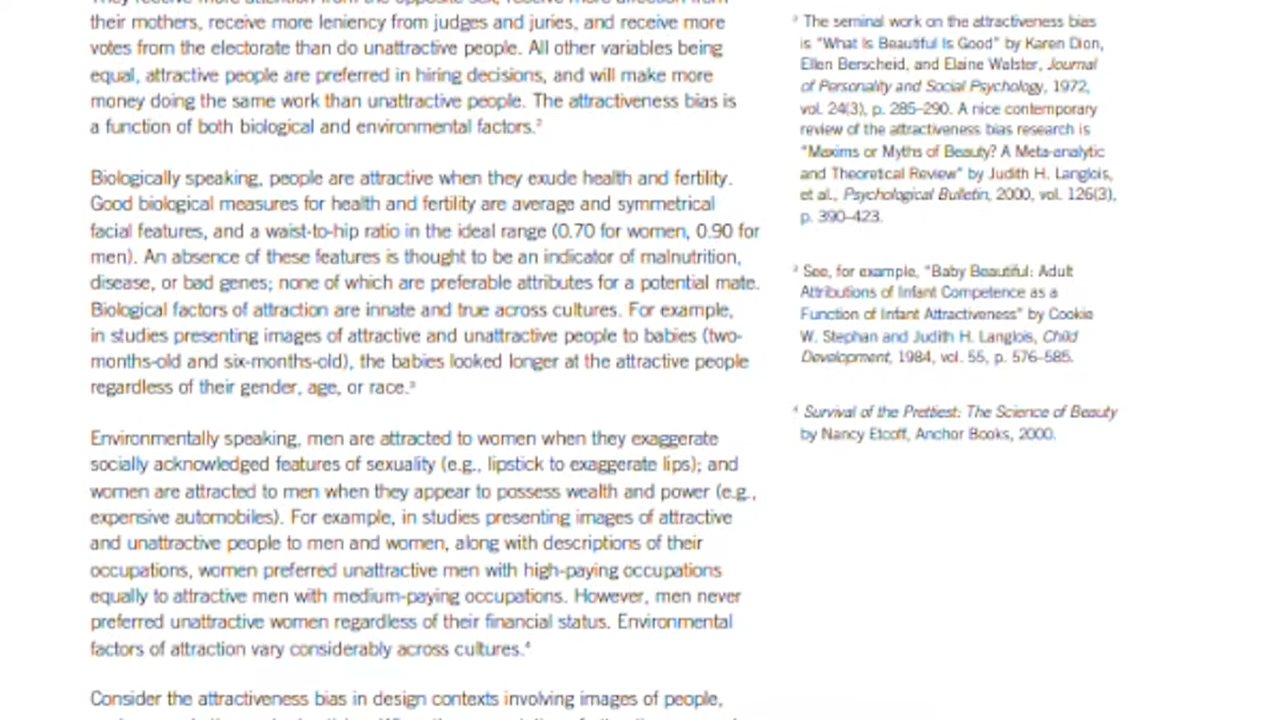 They receive more attention from the opposite sex, receive more affection from
their mothers, receive more leniency from judges and juries, and receive more
votes from the electorate than do unattractive people. All other variables being
equal, attractive people are preferred in hiring decisions, and will make more
money doing the same work than unattractive people. The attractiveness bias is
a function of both biological and environmental factors.²
Biologically speaking, people are attractive when they exude health and fertility.
Good biological measures for health and fertility are average and symmetrical
facial features, and a waist-to-hip ratio in the ideal range (0.70 for women, 0.90 for
men). An absence of these features is thought to be an indicator of malnutrition,
disease, or bad genes; none of which are preferable attributes for a potential mate.
Biological factors of attraction are innate and true across cultures. For example,
in studies presenting images of attractive and unattractive people to babies (two-
months-old and six-months-old), the babies looked longer at the attractive people
regardless of their gender, age, or race.³
Environmentally speaking, men are attracted to women when they exaggerate
socially acknowledged features of sexuality (e.g., lipstick to exaggerate lips); and
women are attracted to men when they appear to possess wealth and power (e.g.,
expensive automobiles). For example, in studies presenting images of attractive
and unattractive people to men and women, along with descriptions of their
occupations, women preferred unattractive men with high-paying occupations
equally to attractive men with medium-paying occupations. However, men never
preferred unattractive women regardless of their financial status. Environmental
factors of attraction vary considerably across cultures.⁴
Consider the attractiveness bias in design contexts involving images of people,
² The seminal work on the attractiveness bias
is "What Is Beautiful Is Good" by Karen Dion,
Ellen Berscheid, and Elaine Walster, Journal
of Personality and Social Psychology, 1972,
vol. 24(3), p. 285–290. A nice contemporary
review of the attractiveness bias research is
"Maxims or Myths of Beauty? A Meta-analytic
and Theoretical Review" by Judith H. Langlois,
et al., Psychological Bulletin, 2000, vol. 126(3),
p. 390–423.
³ See, for example, "Baby Beautiful: Adult
Attributions of Infant Competence as a
Function of Infant Attractiveness" by Cookie
W. Stephan and Judith H. Langlois, Child
Development, 1984, vol. 55, p. 576–585.
⁴ Survival of the Prettiest: The Science of Beauty
by Nancy Etcoff, Anchor Books, 2000.